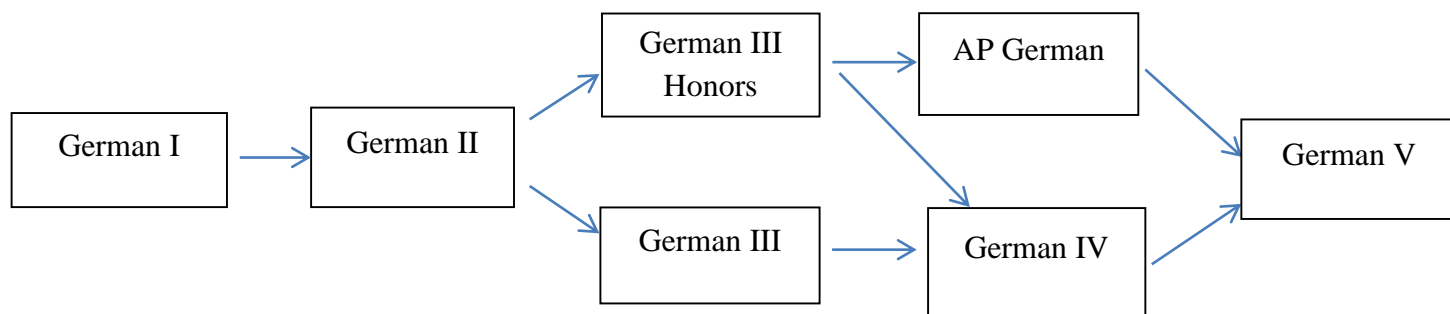 German I
German II
German III
Honors
German III
AP German
German IV
German V